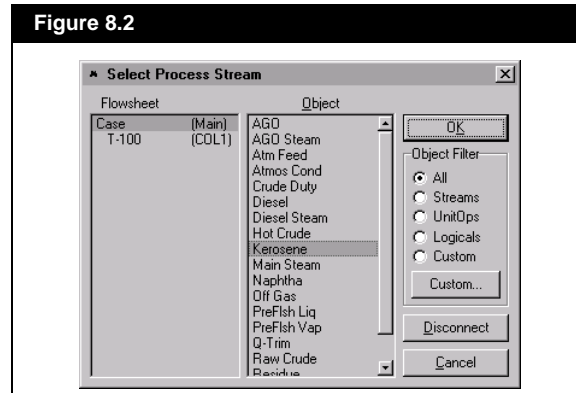 Figure 8.2
Select Process Stream
Flowsheet
Object
Case (Main)
T-100 (COL1)
AGO
AGO Steam
Atm Feed
Atmos Cond
Crude Duty
Diesel
Diesel Steam
Hot Crude
Kerosene
Main Steam
Naphtha
Off Gas
PreFlsh Liq
PreFlsh Vap
Q-Trim
Raw Crude
Residue
OK
Object Filter
All
Streams
UnitOps
Logicals
Custom
Custom...
Disconnect
Cancel